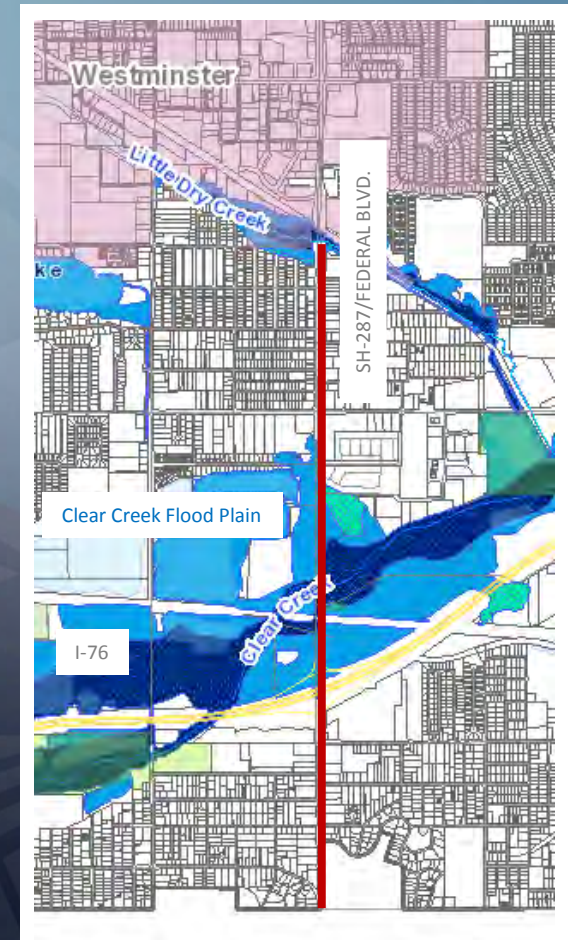 Westminster
Little Dry Creek
SH-287/FEDERAL BLVD.
k e
Clear Creek Flood Plain
Clear Creek
I-76